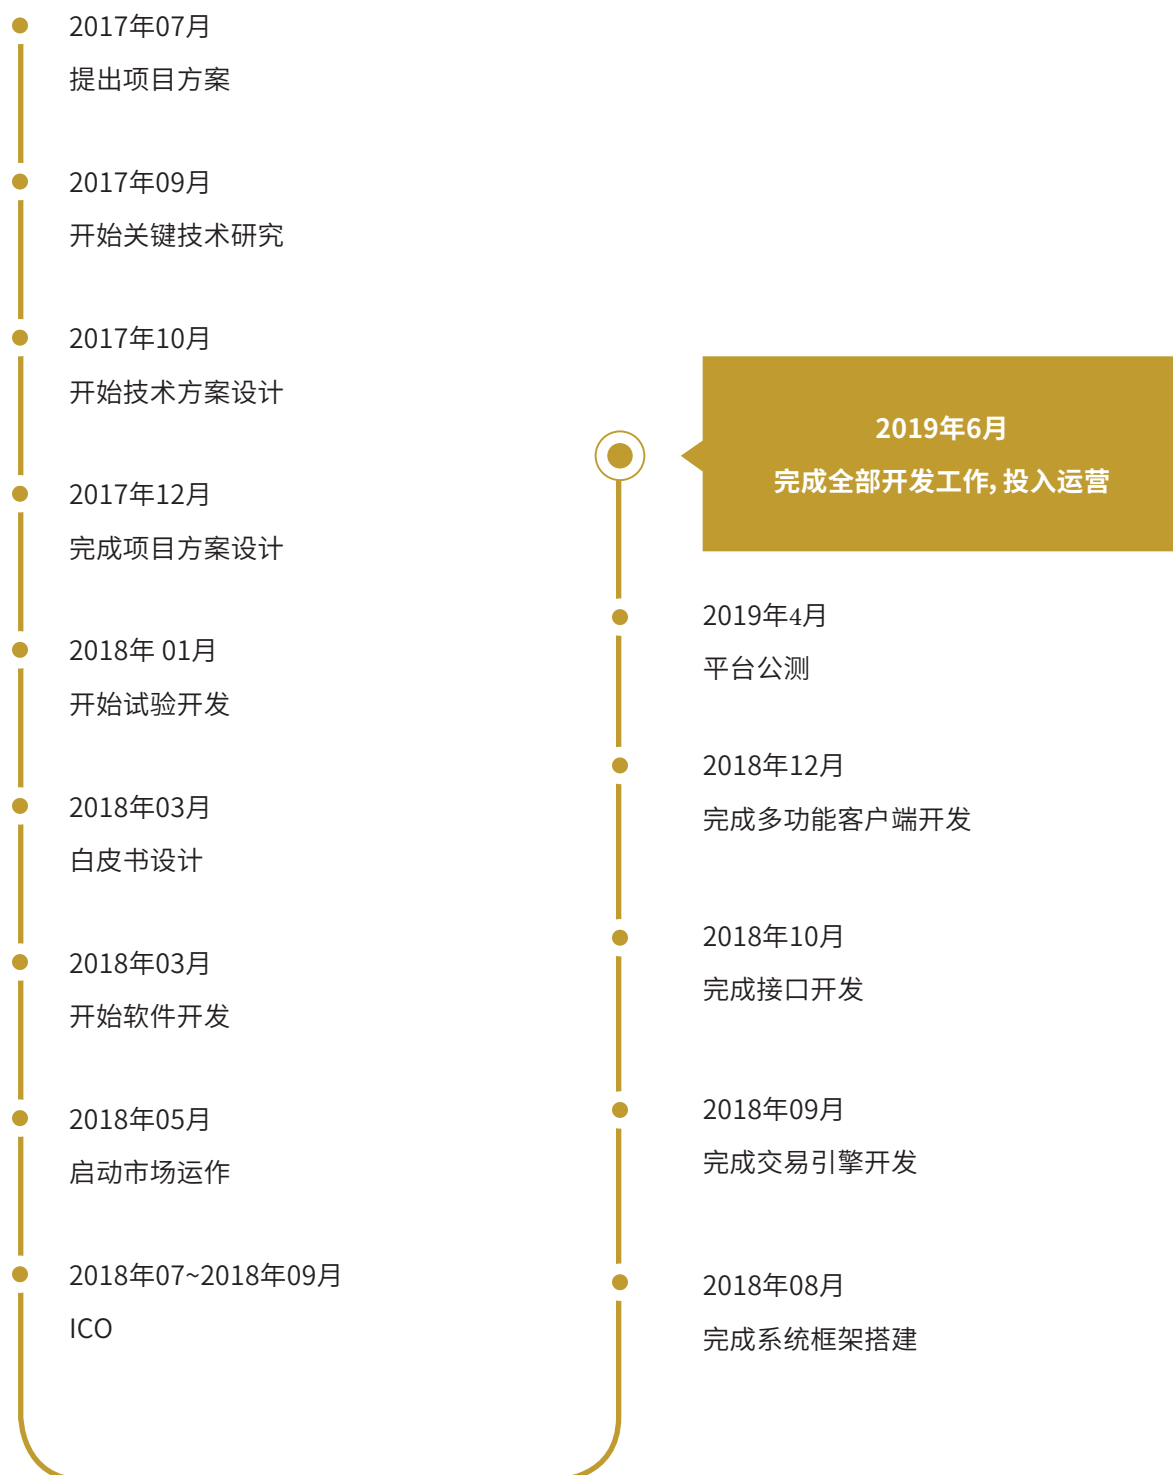 2017年07月
提出项目方案
2017年09月
开始关键技术研究
2017年10月
开始技术方案设计
2017年12月
完成项目方案设计
2018年 01月
开始试验开发
2018年03月
白皮书设计
2018年03月
开始软件开发
2018年05月
启动市场运作
2018年07~2018年09月
ICO
2019年6月
完成全部开发工作, 投入运营
2019年4月
平台公测
2018年12月
完成多功能客户端开发
2018年10月
完成接口开发
2018年09月
完成交易引擎开发
2018年08月
完成系统框架搭建